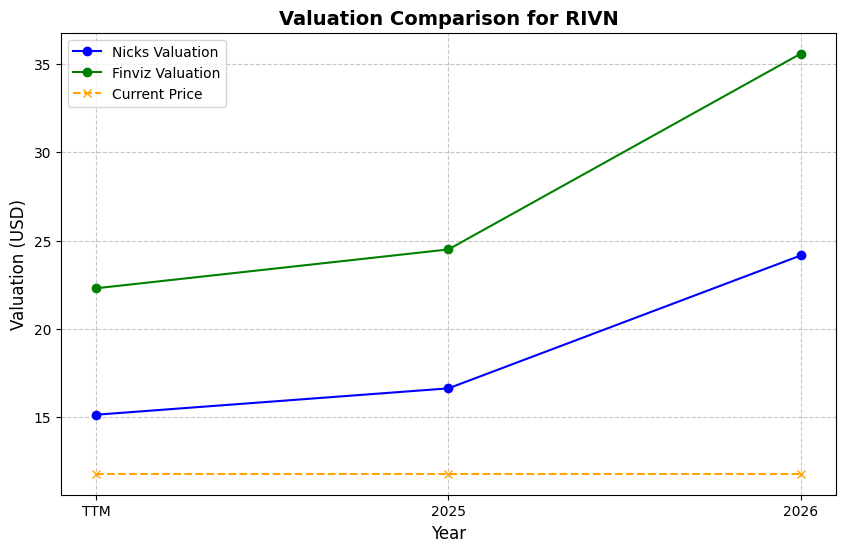 Valuation Comparison for RIVN
Nicks Valuation
Finviz Valuation
Current Price
Valuation (USD)
35
30
25
20
15
TTM
2025
2026
Year